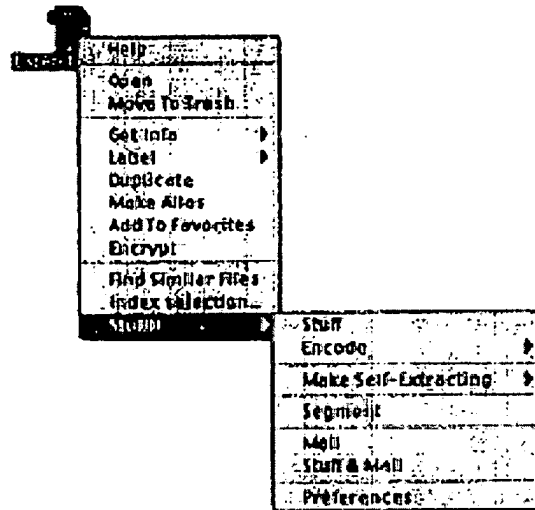 Help
Open
Move To Trash
Get Info
Label
Duplicate
Make Alias
Add To Favorites
Encrypt
Find Similar Files
Index selection...
StuffIt
Stuff
Encode
Make Self-Extracting
Segment
Mail
Stuff & Mail
Preferences...